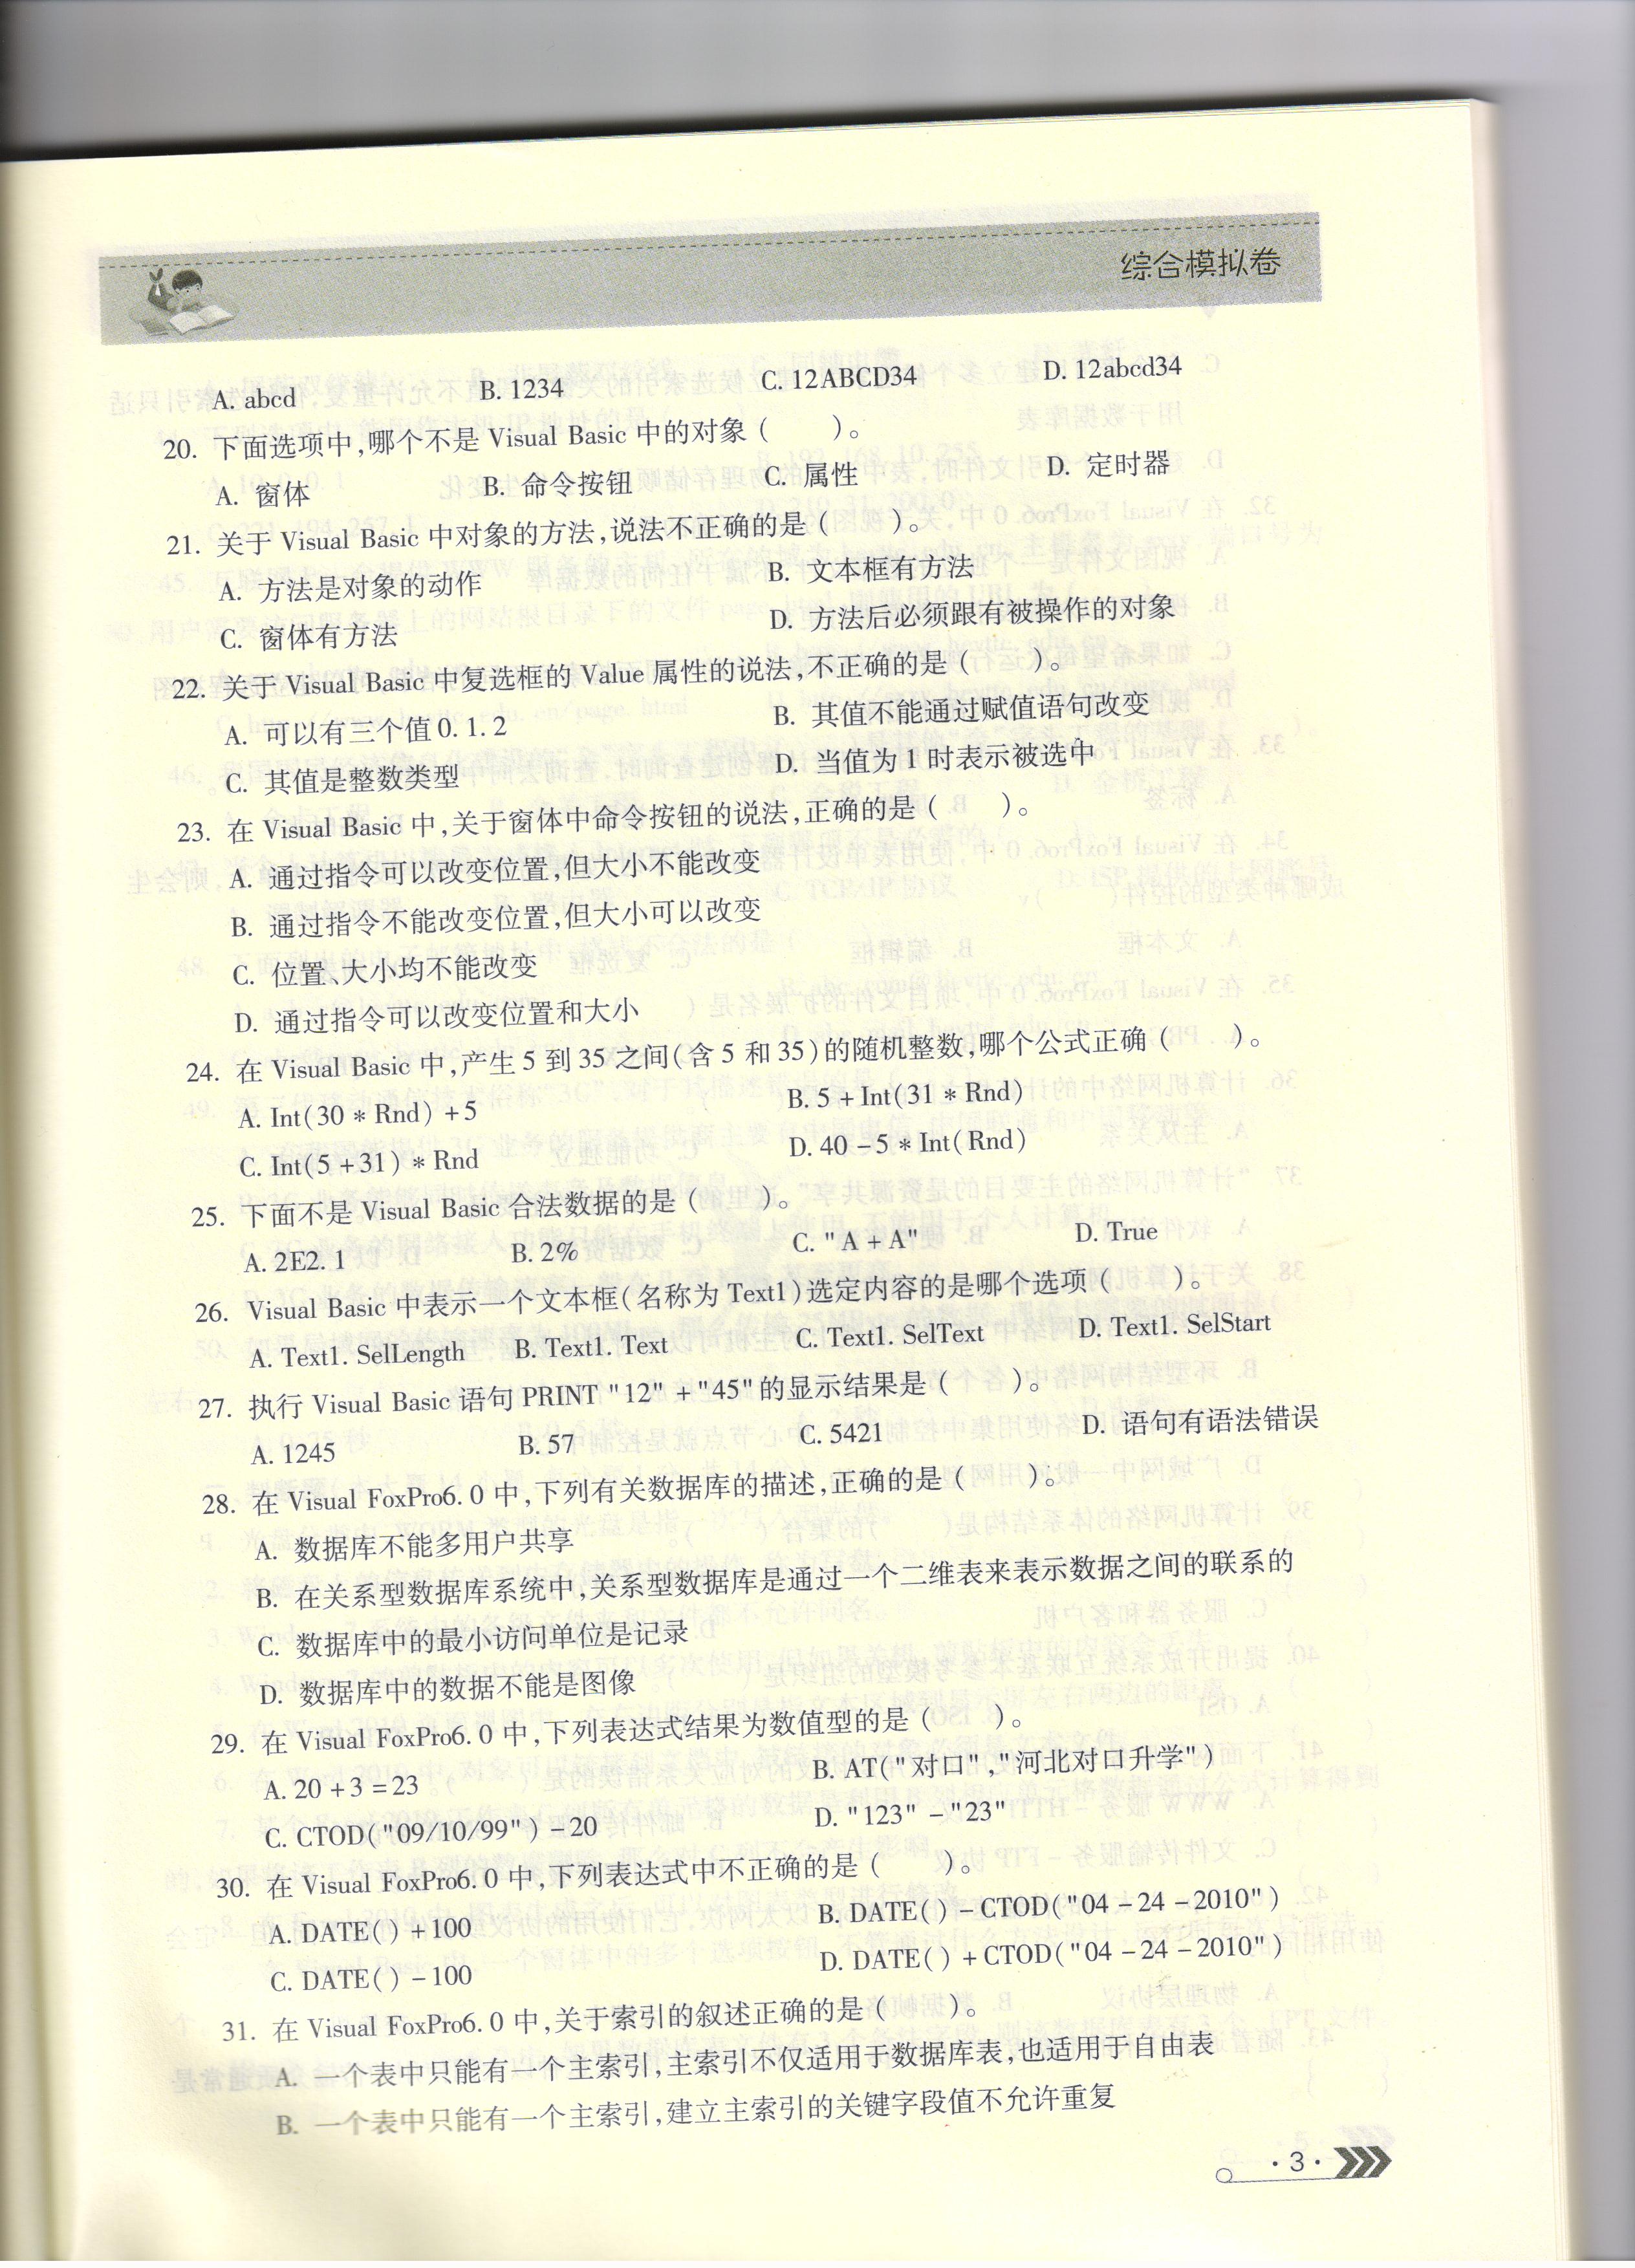 综合模拟卷
A. abcd B. 1234 C. 12ABCD34 D. 12abcd34
20. 下面选项中,哪个不是 Visual Basic 中的对象( )。
A. 窗体 B. 命令按钮 C. 属性 D. 定时器
21. 关于 Visual Basic 中对象的方法,说法不正确的是( )。
A. 方法是对象的动作 B. 文本框有方法
C. 窗体有方法 D. 方法后必须跟有被操作的对象
22. 关于 Visual Basic 中复选框的 Value 属性的说法,不正确的是( )。
A. 可以有三个值 0. 1. 2 B. 其值不能通过赋值语句改变
C. 其值是整数类型 D. 当值为 1 时表示被选中
23. 在 Visual Basic 中,关于窗体中命令按钮的说法,正确的是( )。
A. 通过指令可以改变位置,但大小不能改变
B. 通过指令不能改变位置,但大小可以改变
C. 位置、大小均不能改变
D. 通过指令可以改变位置和大小
24. 在 Visual Basic 中,产生 5 到 35 之间(含 5 和 35)的随机整数,哪个公式正确( )。
A. Int(30 * Rnd) +5 B. 5 + Int(31 * Rnd)
C. Int(5 +31) * Rnd D. 40 -5 * Int(Rnd)
25. 下面不是 Visual Basic 合法数据的是( )。
A. 2E2. 1 B. 2% C. "A + A" D. True
26. Visual Basic 中表示一个文本框(名称为 Text1)选定内容的是哪个选项( )。
A. Text1. SelLength B. Text1. Text C. Text1. SelText D. Text1. SelStart
27. 执行 Visual Basic 语句 PRINT "12" +"45"的显示结果是( )。
A. 1245 B. 57 C. 5421 D. 语句有语法错误
28. 在 Visual FoxPro6. 0 中,下列有关数据库的描述,正确的是( )。
A. 数据库不能多用户共享
B. 在关系型数据库系统中,关系型数据库是通过一个二维表来表示数据之间的联系的
C. 数据库中的最小访问单位是记录
D. 数据库中的数据不能是图像
29. 在 Visual FoxPro6. 0 中,下列表达式结果为数值型的是( )。
A. 20 +3 =23 B. AT("对口","河北对口升学")
C. CTOD("09/10/99") -20 D. "123" -"23"
30. 在 Visual FoxPro6. 0 中,下列表达式中不正确的是( )。
A. DATE( ) +100 B. DATE( ) - CTOD("04 - 24 - 2010")
C. DATE( ) -100 D. DATE( ) + CTOD("04 - 24 - 2010")
31. 在 Visual FoxPro6. 0 中,关于索引的叙述正确的是( )。
A. 一个表中只能有一个主索引,主索引不仅适用于数据库表,也适用于自由表
B. 一个表中只能有一个主索引,建立主索引的关键字段值不允许重复
· 3 ·